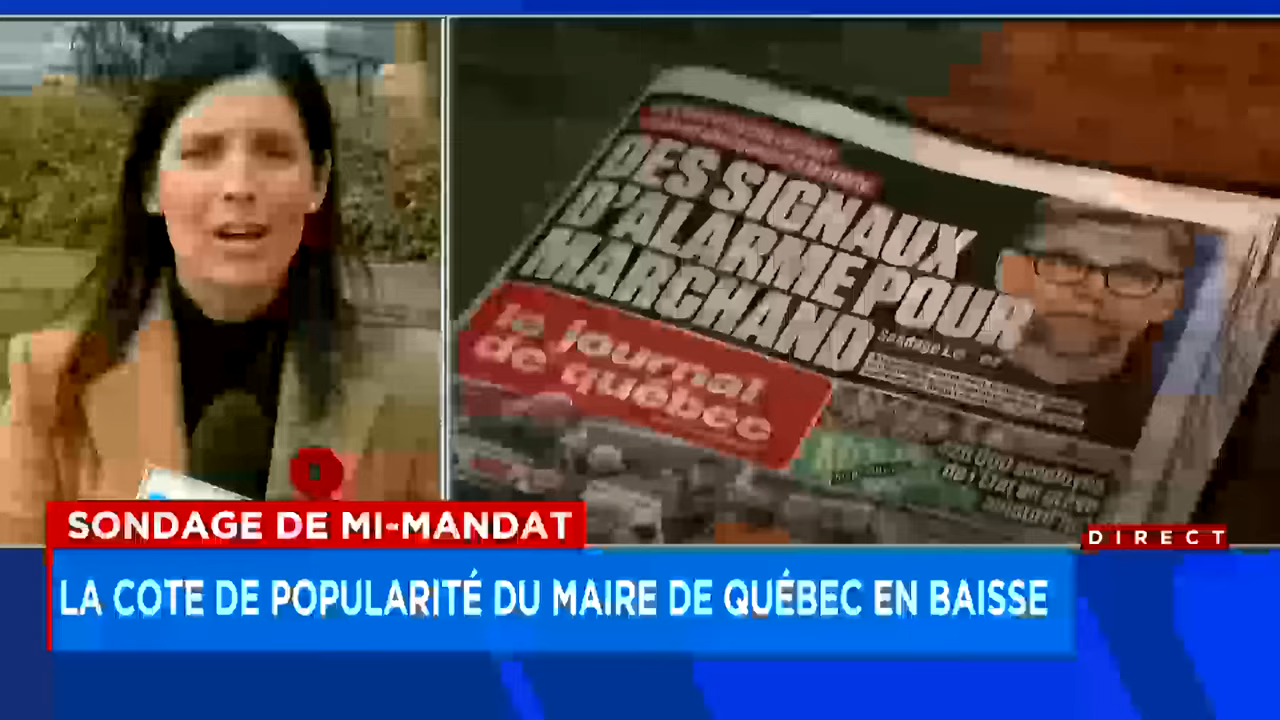 DES SIGNAUX
D'ALARME POUR
MARCHAND
le journal
de québec
SONDAGE DE MI-MANDAT
DIRECT
LA COTE DE POPULARITÉ DU MAIRE DE QUÉBEC EN BAISSE